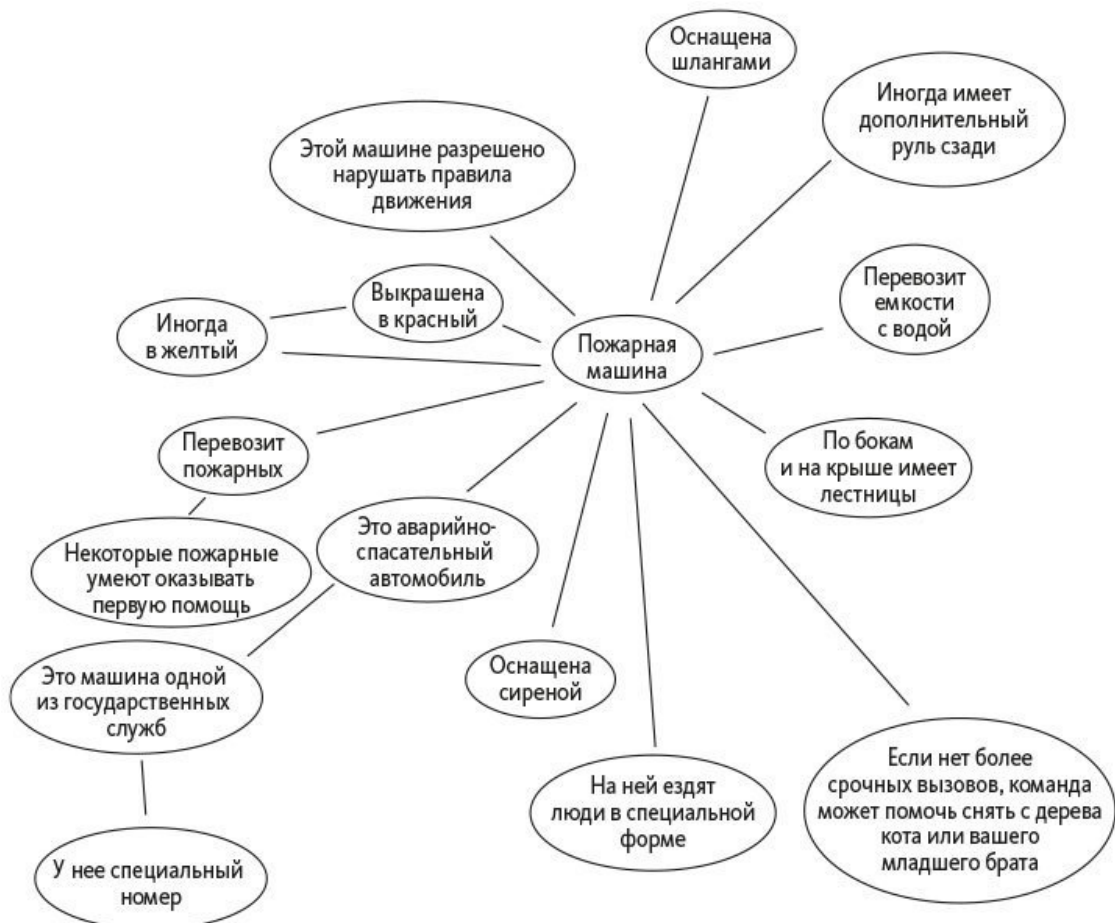 Оснащена
шлангами
Иногда имеет
дополнительный
руль сзади
Этой машине разрешено
нарушать правила
движения
Перевозит
емкости
с водой
Выкрашена
в красный
Иногда
в желтый
Пожарная
машина
Перевозит
пожарных
По бокам
и на крыше имеет
лестницы
Это аварийно-
спасательный
автомобиль
Некоторые пожарные
умеют оказывать
первую помощь
Это машина одной
из государственных
служб
Оснащена
сиреной
Если нет более
срочных вызовов, команда
может помочь снять с дерева
кота или вашего
младшего брата
На ней ездят
люди в специальной
форме
У нее специальный
номер